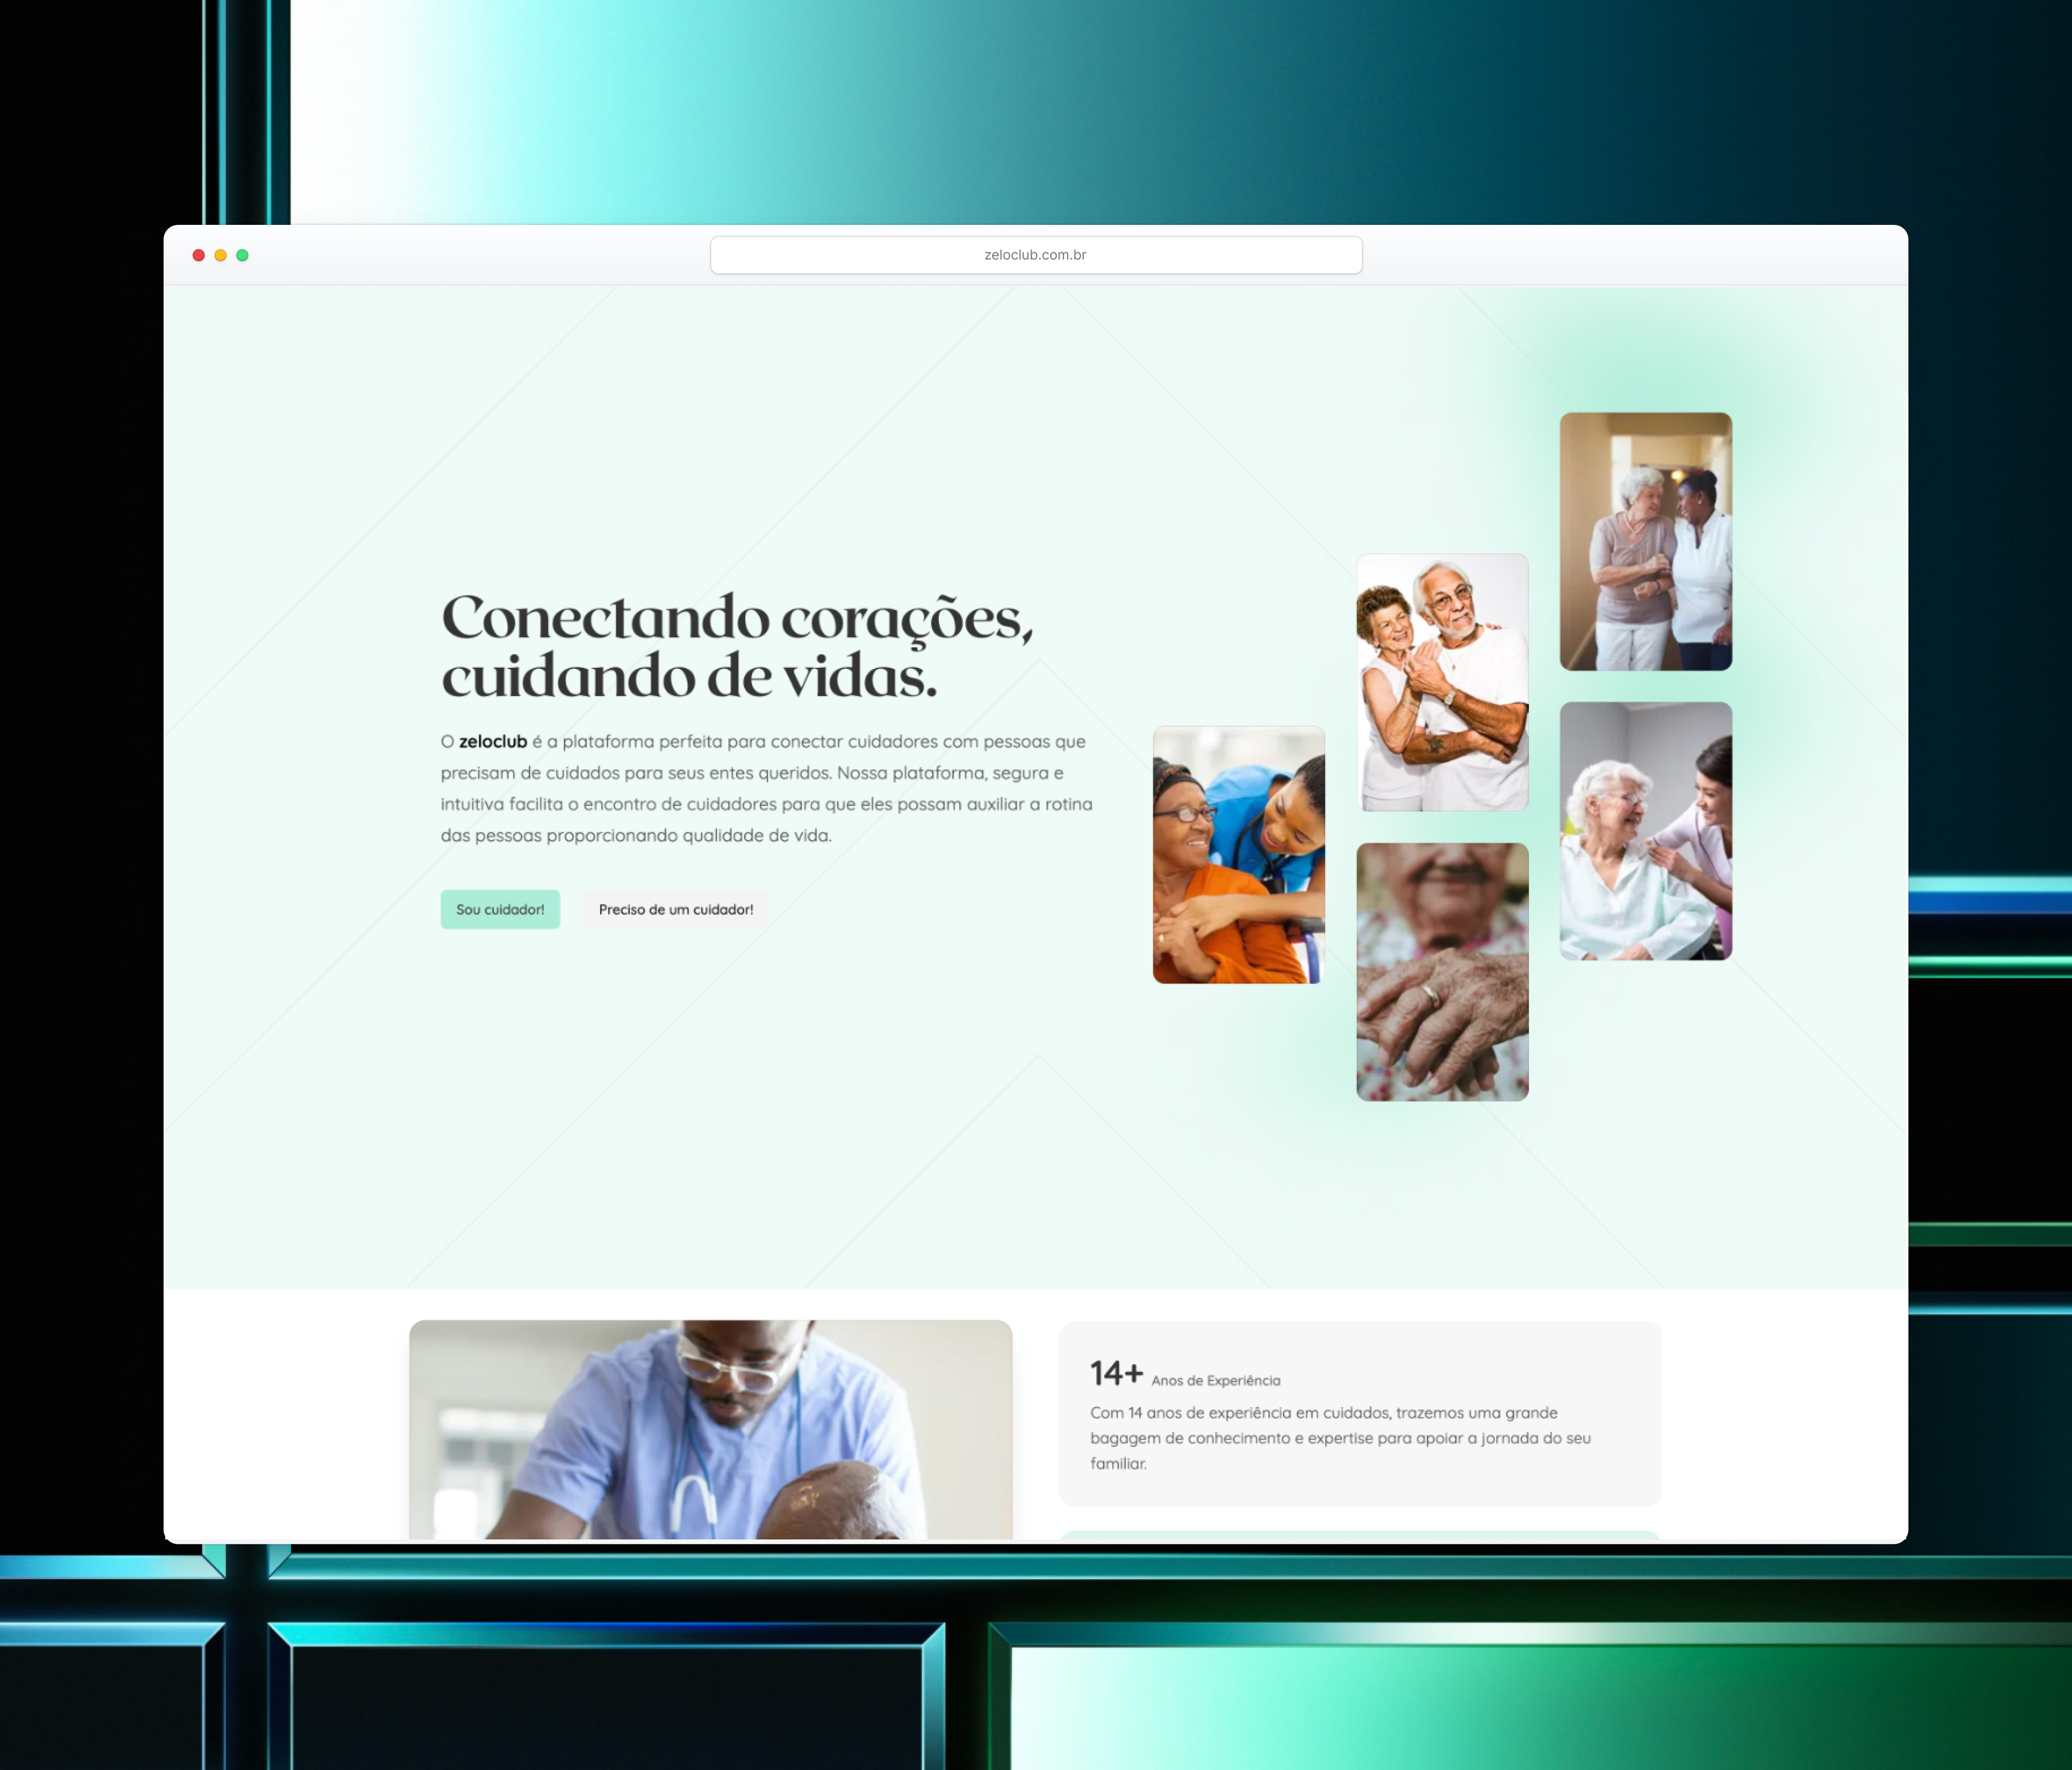 zeloclub.com.br
Conectando corações,
cuidando de vidas.
O zeloclub é a plataforma perfeita para conectar cuidadores com pessoas que
precisam de cuidados para seus entes queridos. Nossa plataforma, segura e
intuitiva facilita o encontro de cuidadores para que eles possam auxiliar a rotina
das pessoas proporcionando qualidade de vida.
Sou cuidador!
Preciso de um cuidador!
14+ Anos de Experiência
Com 14 anos de experiência em cuidados, trazemos uma grande
bagagem de conhecimento e expertise para apoiar a jornada do seu
familiar.